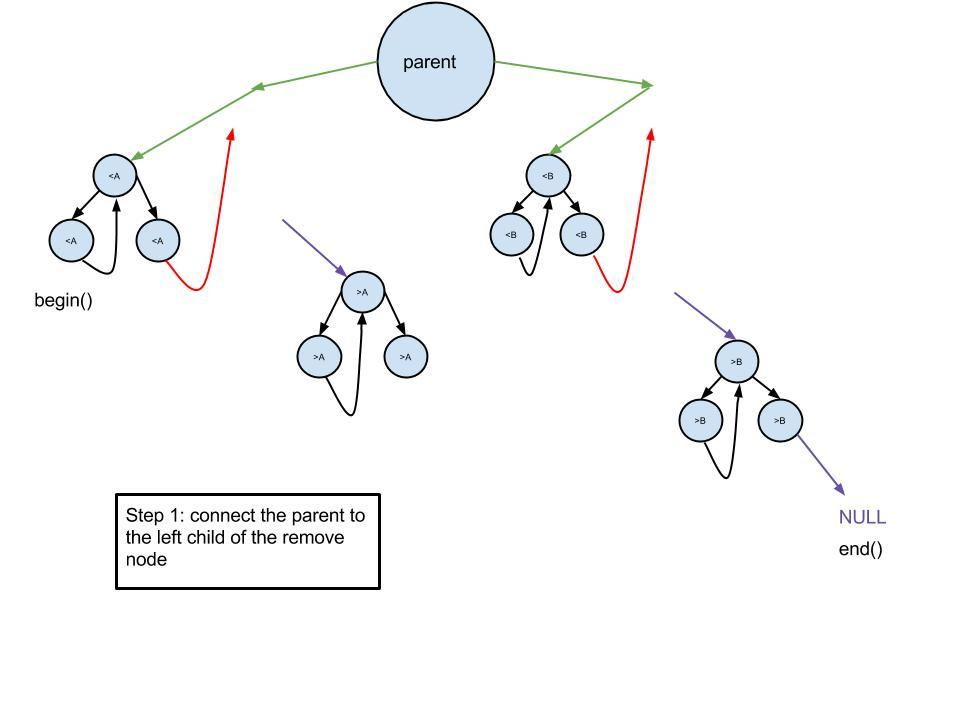 parent
<A
<B
<A
<A
<B
<B
>A
begin()
>A
>A
>B
>B
>B
Step 1: connect the parent to
the left child of the remove
node
NULL
end()